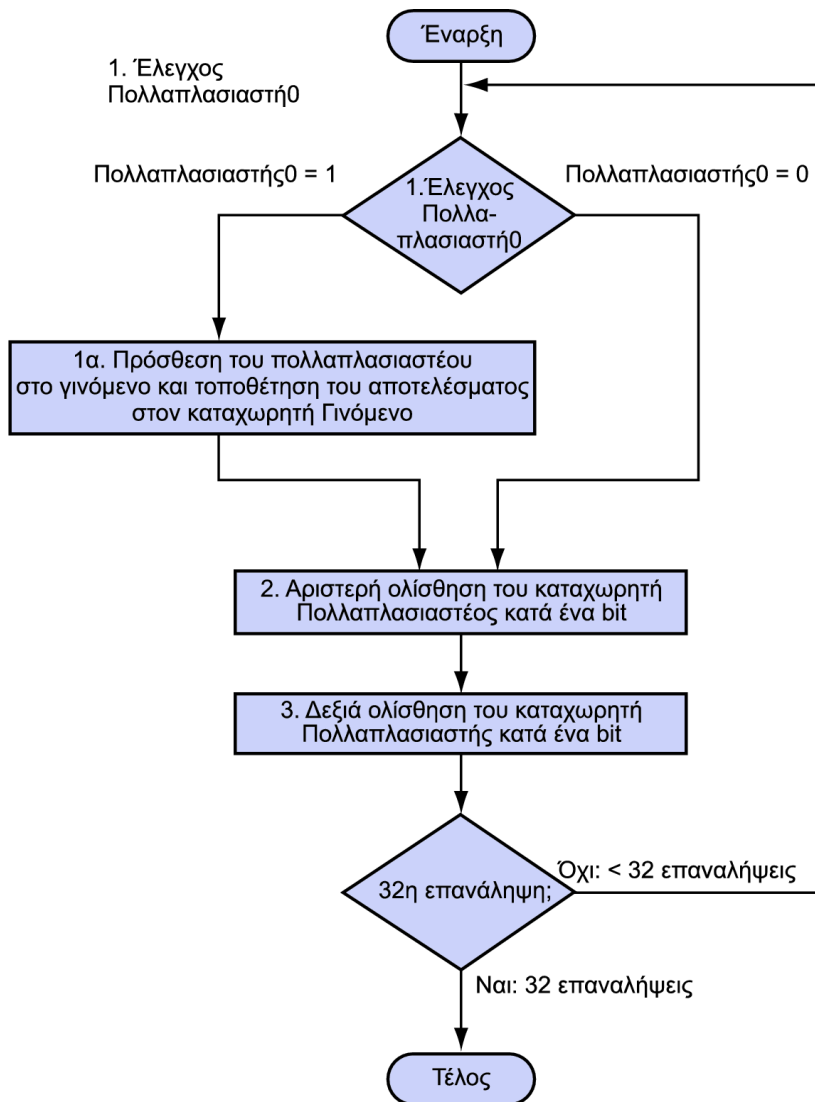 Έναρξη
1. Έλεγχος
Πολλαπλασιαστή0
Πολλαπλασιαστής0 = 1
1.Έλεγχος
Πολλα-
πλασιαστή0
Πολλαπλασιαστής0 = 0
1α. Πρόσθεση του πολλαπλασιαστέου
στο γινόμενο και τοποθέτηση του αποτελέσματος
στον καταχωρητή Γινόμενο
2. Αριστερή ολίσθηση του καταχωρητή
Πολλαπλασιαστέος κατά ένα bit
3. Δεξιά ολίσθηση του καταχωρητή
Πολλαπλασιαστής κατά ένα bit
32η επανάληψη;
Όχι: < 32 επαναλήψεις
Ναι: 32 επαναλήψεις
Τέλος